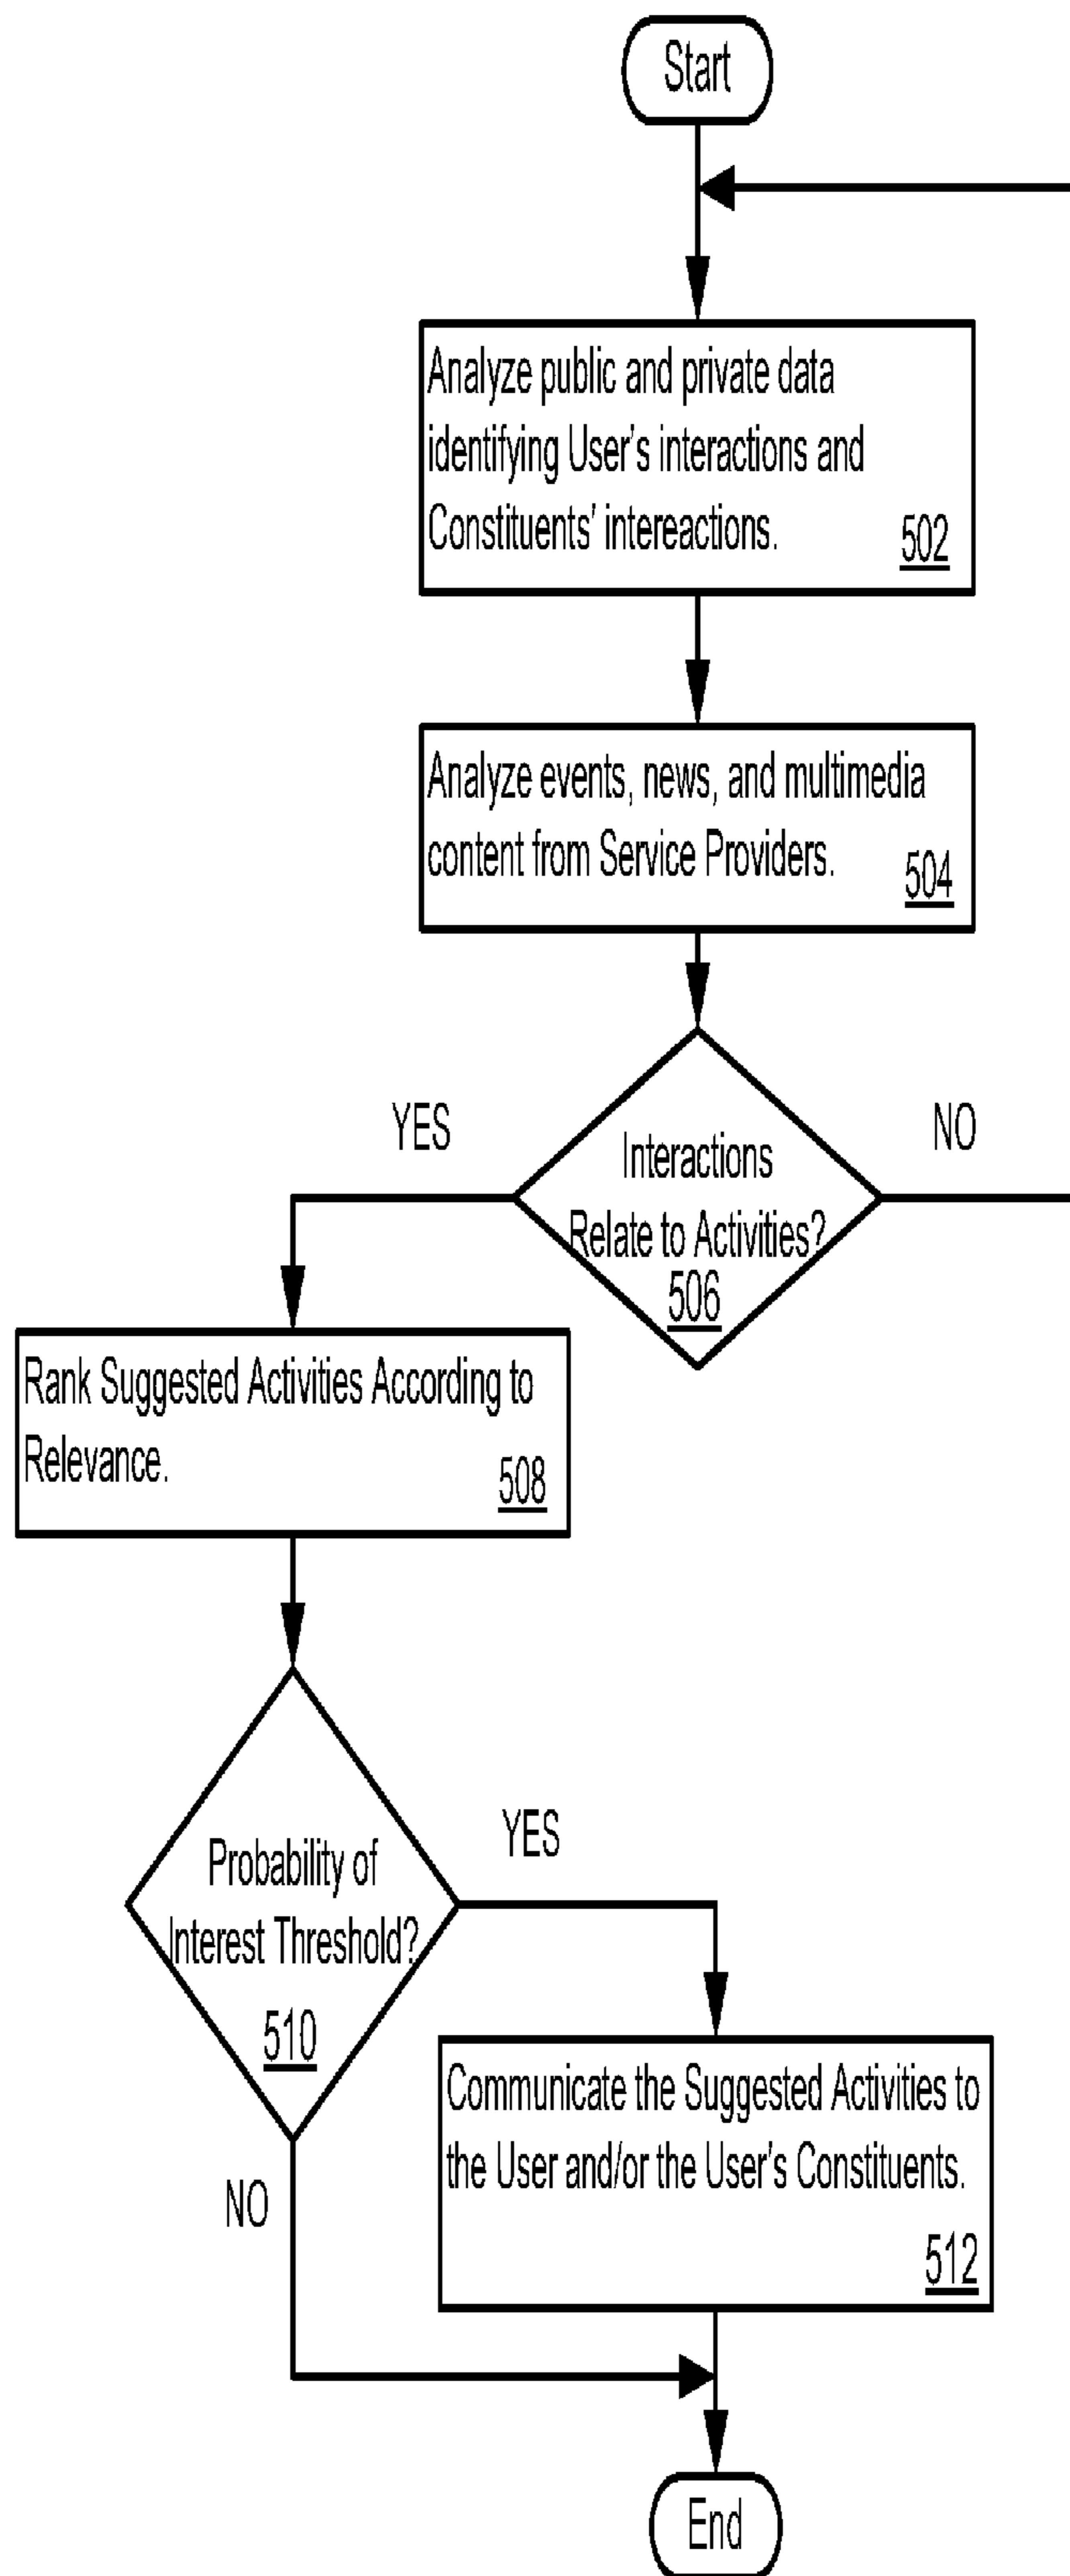 Start
Analyze public and private data
identifying User's interactions and
Constituents' intereactions.
502
Analyze events, news, and multimedia
content from Service Providers.
504
YES
NO
Interactions
Relate to Activities?
506
Rank Suggested Activities According to
Relevance.
508
YES
Probability of
Interest Threshold?
510
Communicate the Suggested Activities to
the User and/or the User's Constituents.
512
NO
End